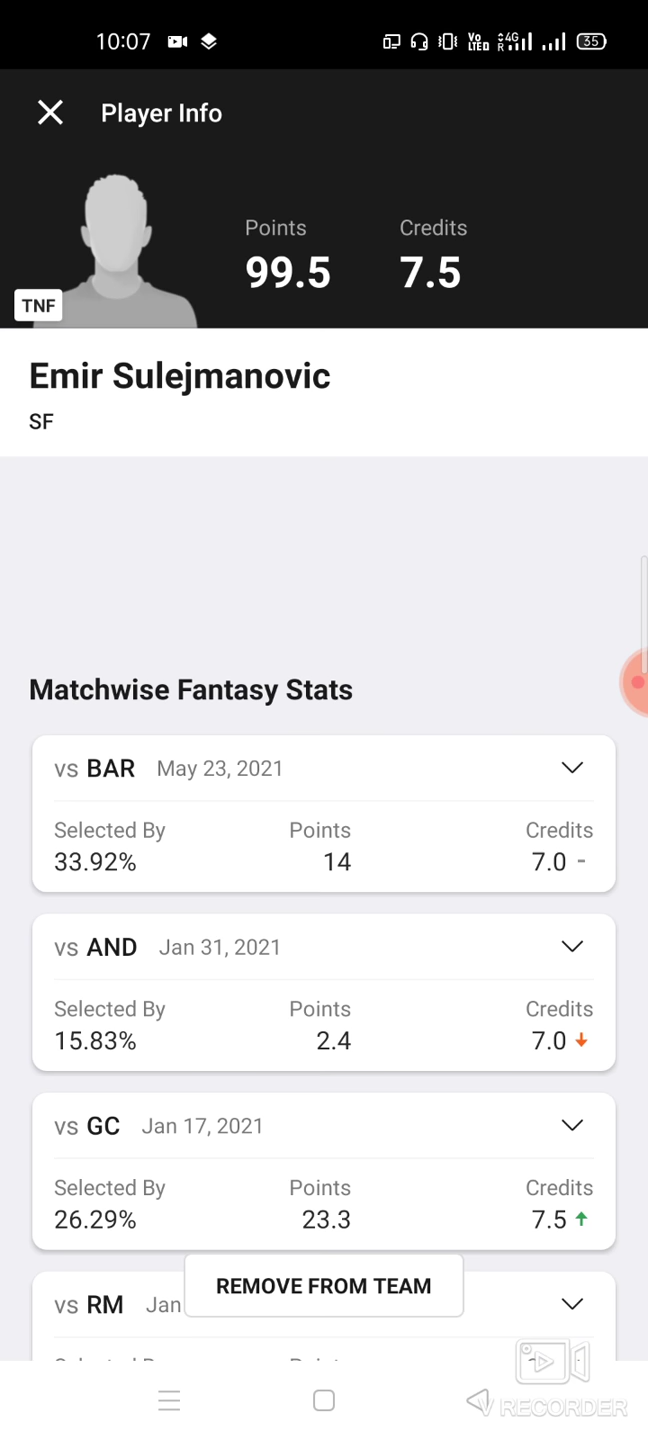 10:07
Vo LTED 4G R 35
Player Info
Points Credits
99.5 7.5
TNF
Emir Sulejmanovic
SF
Matchwise Fantasy Stats
vs BAR May 23, 2021
Selected By Points Credits
33.92% 14 7.0 -
vs AND Jan 31, 2021
Selected By Points Credits
15.83% 2.4 7.0
vs GC Jan 17, 2021
Selected By Points Credits
26.29% 23.3 7.5
REMOVE FROM TEAM
vs RM Jan
V RECORDER